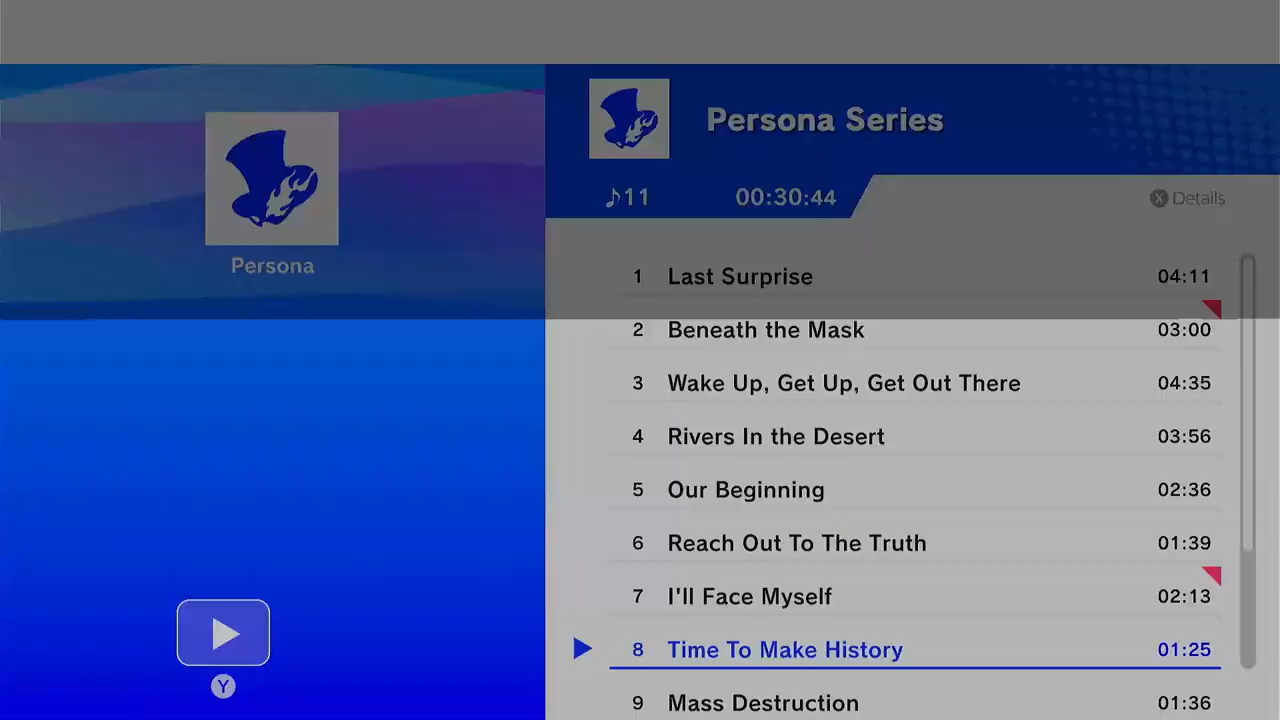 Persona
Y
Persona Series
♪11 00:30:44
X Details
1 Last Surprise 04:11
2 Beneath the Mask 03:00
3 Wake Up, Get Up, Get Out There 04:35
4 Rivers In the Desert 03:56
5 Our Beginning 02:36
6 Reach Out To The Truth 01:39
7 I'll Face Myself 02:13
8 Time To Make History 01:25
9 Mass Destruction 01:36